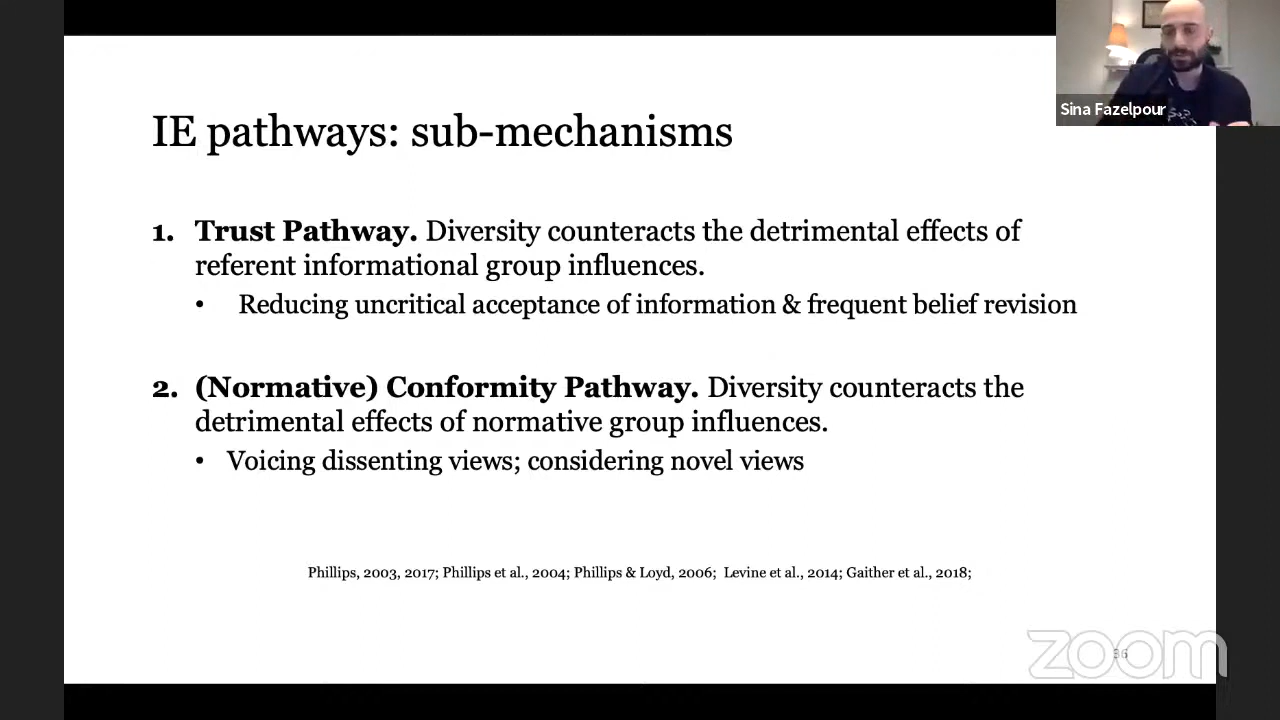 Sina Fazelpour
IE pathways: sub-mechanisms
1. Trust Pathway. Diversity counteracts the detrimental effects of
referent informational group influences.
• Reducing uncritical acceptance of information & frequent belief revision
2. (Normative) Conformity Pathway. Diversity counteracts the
detrimental effects of normative group influences.
• Voicing dissenting views; considering novel views
Phillips, 2003, 2017; Phillips et al., 2004; Phillips & Loyd, 2006; Levine et al., 2014; Gaither et al., 2018;
zoom
36